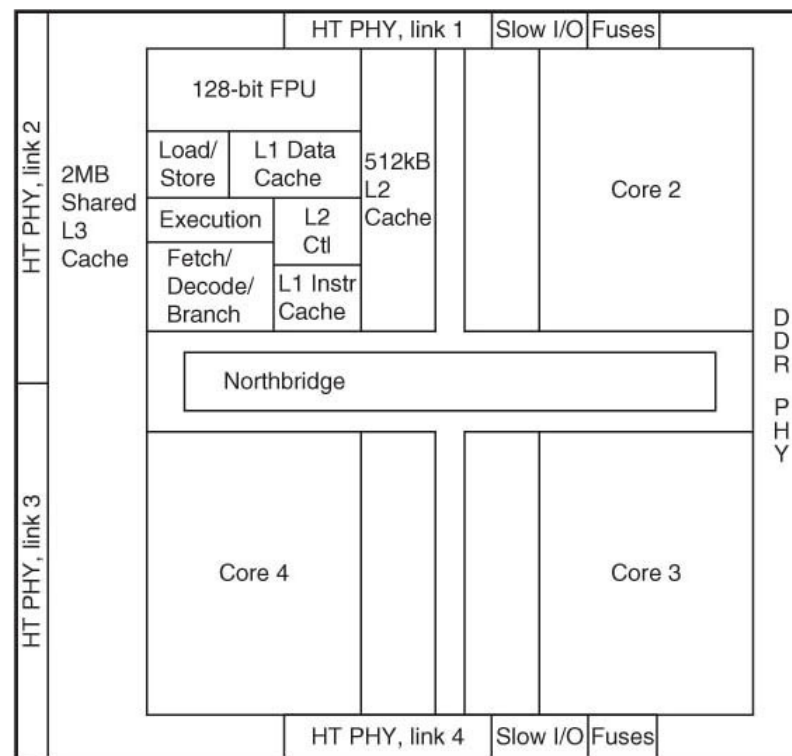 HT PHY, link 1
Slow I/O
Fuses
HT PHY, link 2
2MB
Shared
L3
Cache
128-bit FPU
Load/
Store
L1 Data
Cache
Execution
L2
Ctl
Fetch/
Decode/
Branch
L1 Instr
Cache
512kB
L2
Cache
Core 2
Northbridge
DDR PHY
HT PHY, link 3
Core 4
Core 3
HT PHY, link 4
Slow I/O
Fuses